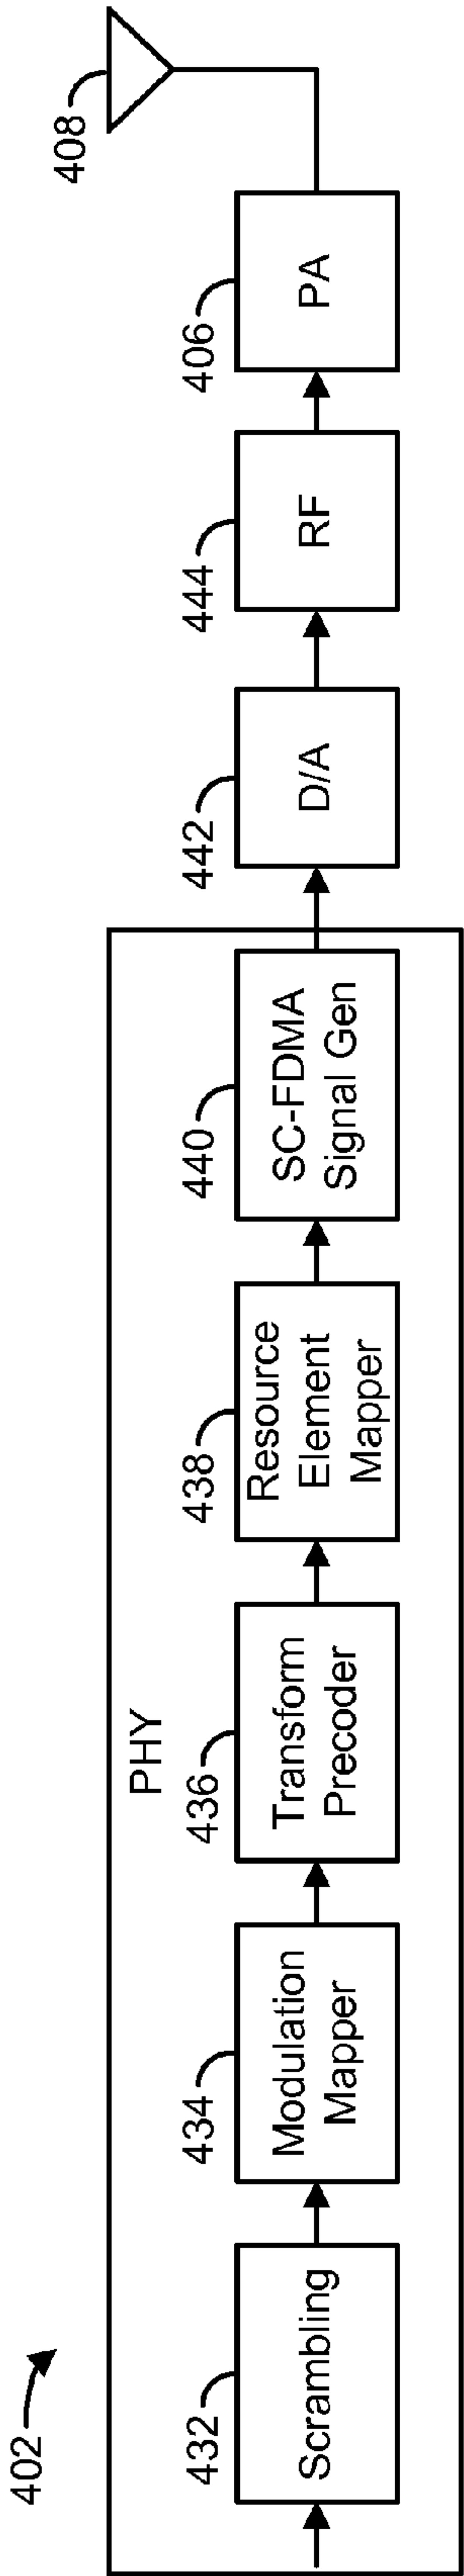 402
PHY
432
434
436
438
440
442
444
406
408
Scrambling
Modulation
Mapper
Transform
Precoder
Resource
Element
Mapper
SC-FDMA
Signal Gen
D/A
RF
PA